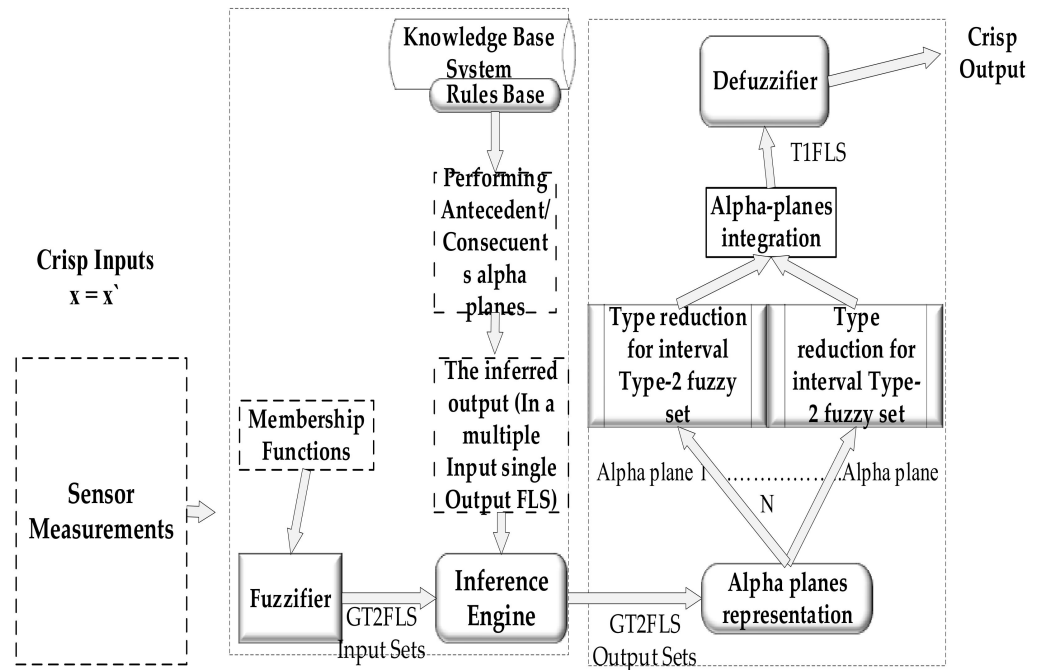 Crisp Inputs
x = x`
Sensor
Measurements
Knowledge Base
System
Rules Base
Performing
Antecedent/
Consecuent
s alpha
planes
The inferred
output (In a
multiple
Input single
Output FLS)
Membership
Functions
Fuzzifier
GT2FLS
Input Sets
Inference
Engine
GT2FLS
Output Sets
Alpha planes
representation
Alpha plane 1 ……………..Alpha plane
N
Type reduction
for interval
Type-2 fuzzy
set
Type
reduction for
interval Type-
2 fuzzy set
Alpha-planes
integration
T1FLS
Defuzzifier
Crisp
Output